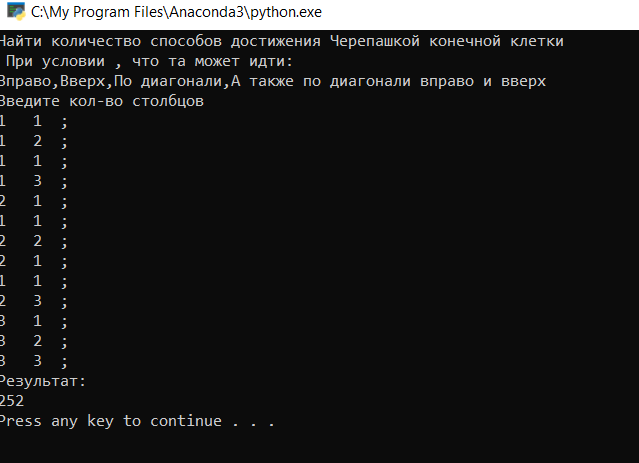 C:\My Program Files\Anaconda3\python.exe
Найти количество способов достижения Черепашкой конечной клетки
При условии , что та может идти:
Вправо,Вверх,По диагонали,А также по диагонали вправо и вверх
Введите кол-во столбцов
1 1 ;
1 2 ;
1 1 ;
1 3 ;
2 1 ;
1 1 ;
2 2 ;
2 1 ;
1 1 ;
2 3 ;
3 1 ;
3 2 ;
3 3 ;
Результат:
252
Press any key to continue . . .